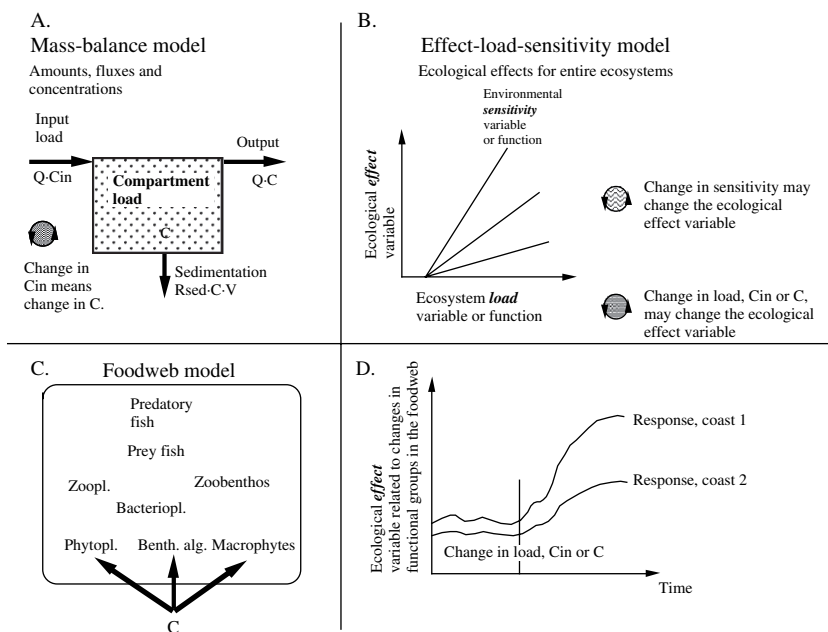 A.
Mass-balance model
Amounts, fluxes and
concentrations
Input
load
Q·Cin
Output
Q·C
Compartment
load
C
Change in
Cin means
change in C.
Sedimentation
Rsed·C·V
B.
Effect-load-sensitivity model
Ecological effects for entire ecosystems
Environmental
sensitivity
variable
or function
Ecological effect
variable
Ecosystem load
variable or function
Change in sensitivity may
change the ecological
effect variable
Change in load, Cin or C,
may change the ecological
effect variable
C.
Foodweb model
Predatory
fish
Prey fish
Zoopl.
Zoobenthos
Bacteriopl.
Phytopl.
Benth. alg.
Macrophytes
C
D.
Ecological effect
variable related to changes in
functional groups in the foodweb
Response, coast 1
Response, coast 2
Change in load, Cin or C
Time